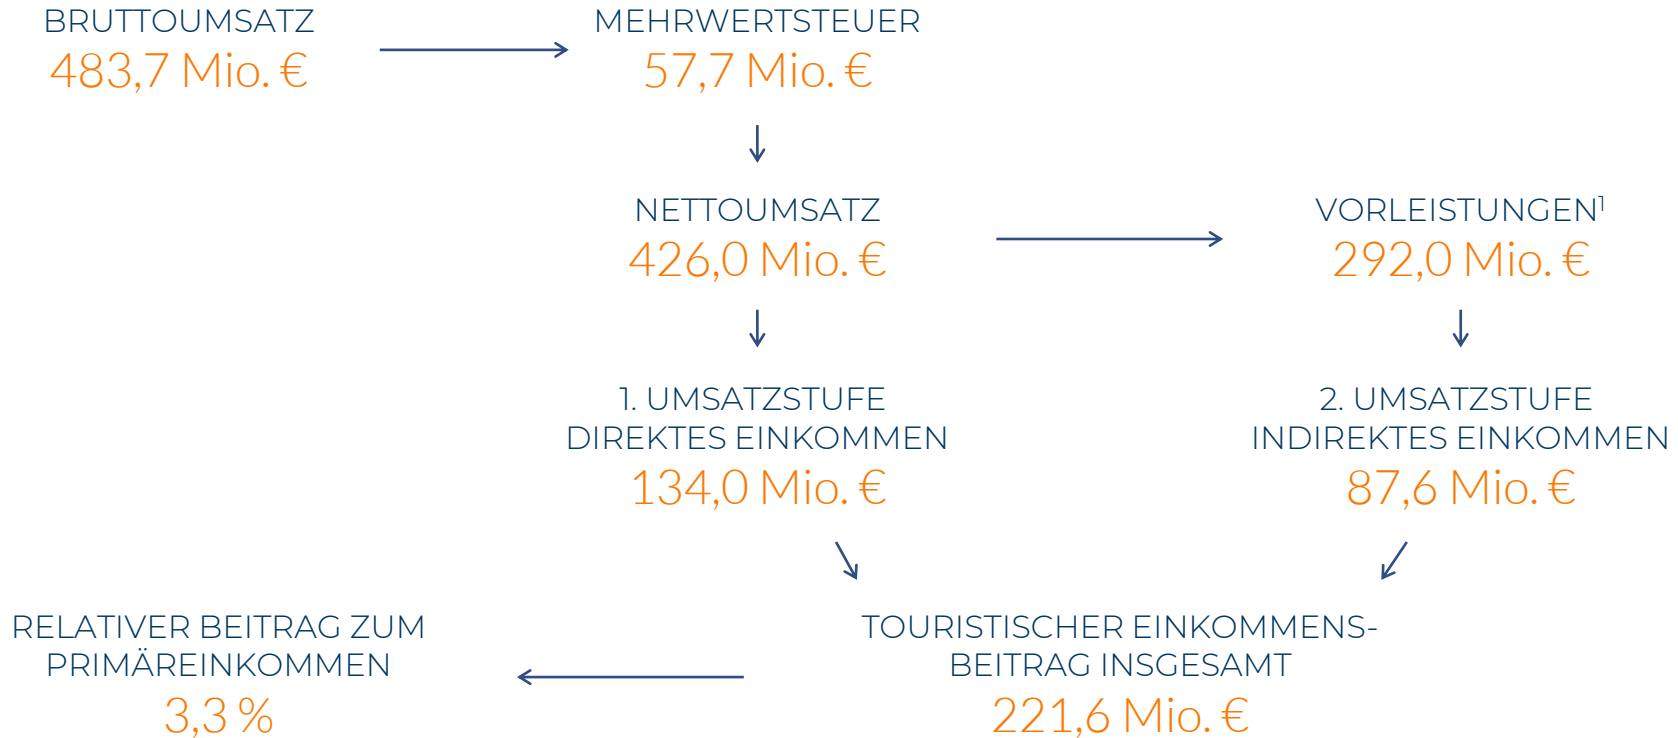 BRUTTOUMSATZ
483,7 Mio. €
MEHRWERTSTEUER
57,7 Mio. €
NETTOUMSATZ
426,0 Mio. €
VORLEISTUNGEN¹
292,0 Mio. €
1. UMSATZSTUFE
DIREKTES EINKOMMEN
134,0 Mio. €
2. UMSATZSTUFE
INDIREKTES EINKOMMEN
87,6 Mio. €
RELATIVER BEITRAG ZUM
PRIMÄREINKOMMEN
3,3 %
TOURISTISCHER EINKOMMENS-
BEITRAG INSGESAMT
221,6 Mio. €